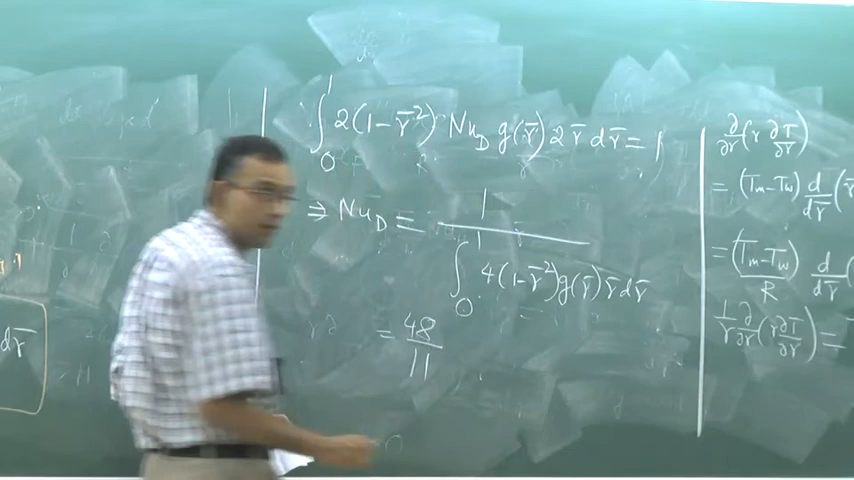 ∫₀¹ 2(1-r̄²) Nu_D g(r̄) 2r̄ dr̄ = 1
⇒ Nu_D = 1 / ∫₀¹ 4(1-r̄²)g(r̄) r̄ dr̄
= 48/11
dr̄
∂/∂r (r ∂T/∂r)
= (T_m-T_w) d/dr̄ (r̄
= (T_m-T_w)/R d/dr̄ (
1/r ∂/∂r (r ∂T/∂r) =